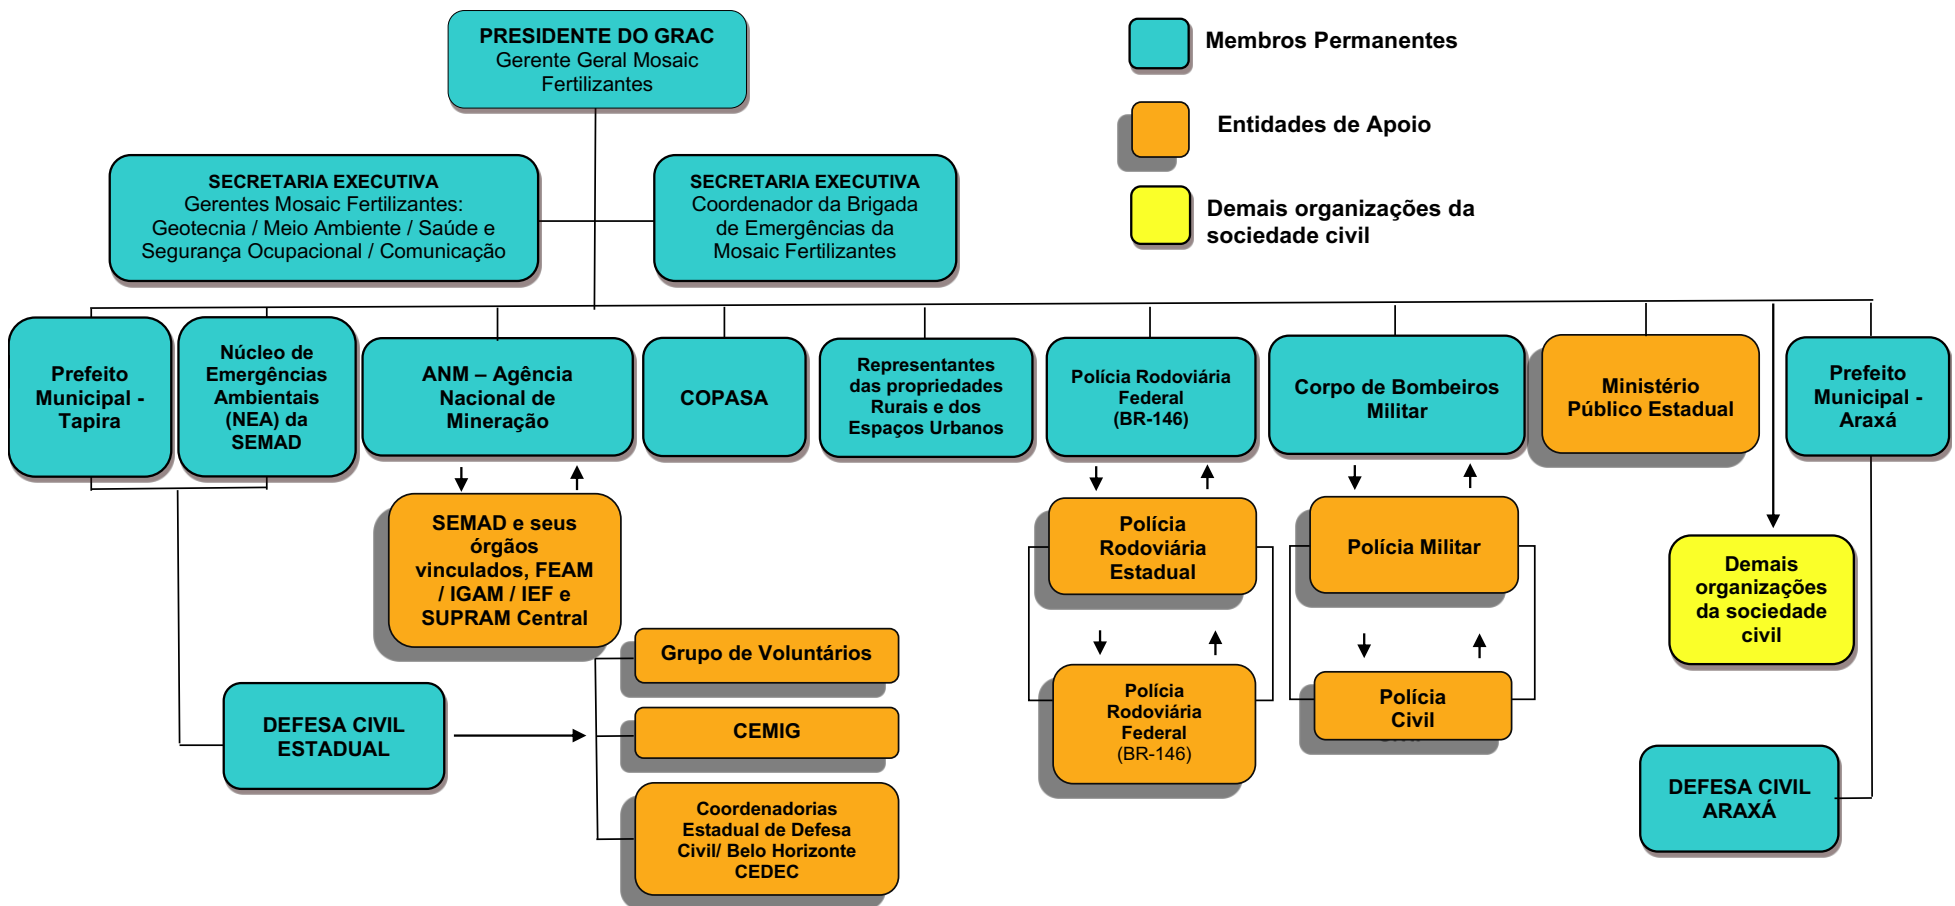 PRESIDENTE DO GRAC
Gerente Geral Mosaic
Fertilizantes
Membros Permanentes
Entidades de Apoio
Demais organizações da
sociedade civil
SECRETARIA EXECUTIVA
Gerentes Mosaic Fertilizantes:
Geotecnia / Meio Ambiente / Saúde e
Segurança Ocupacional / Comunicação
SECRETARIA EXECUTIVA
Coordenador da Brigada
de Emergências da
Mosaic Fertilizantes
Prefeito
Municipal -
Tapira
Núcleo de
Emergências
Ambientais
(NEA) da
SEMAD
ANM – Agência
Nacional de
Mineração
COPASA
Representantes
das propriedades
Rurais e dos
Espaços Urbanos
Polícia Rodoviária
Federal
(BR-146)
Corpo de Bombeiros
Militar
Ministério
Público Estadual
Prefeito
Municipal -
Araxá
SEMAD e seus
órgãos
vinculados, FEAM
/ IGAM / IEF e
SUPRAM Central
Polícia
Rodoviária
Estadual
Polícia Militar
Demais
organizações
da sociedade
civil
Grupo de Voluntários
Polícia
Rodoviária
Federal
(BR-146)
Polícia
Civil
DEFESA CIVIL
ESTADUAL
CEMIG
Coordenadorias
Estadual de Defesa
Civil/ Belo Horizonte
CEDEC
DEFESA CIVIL
ARAXÁ